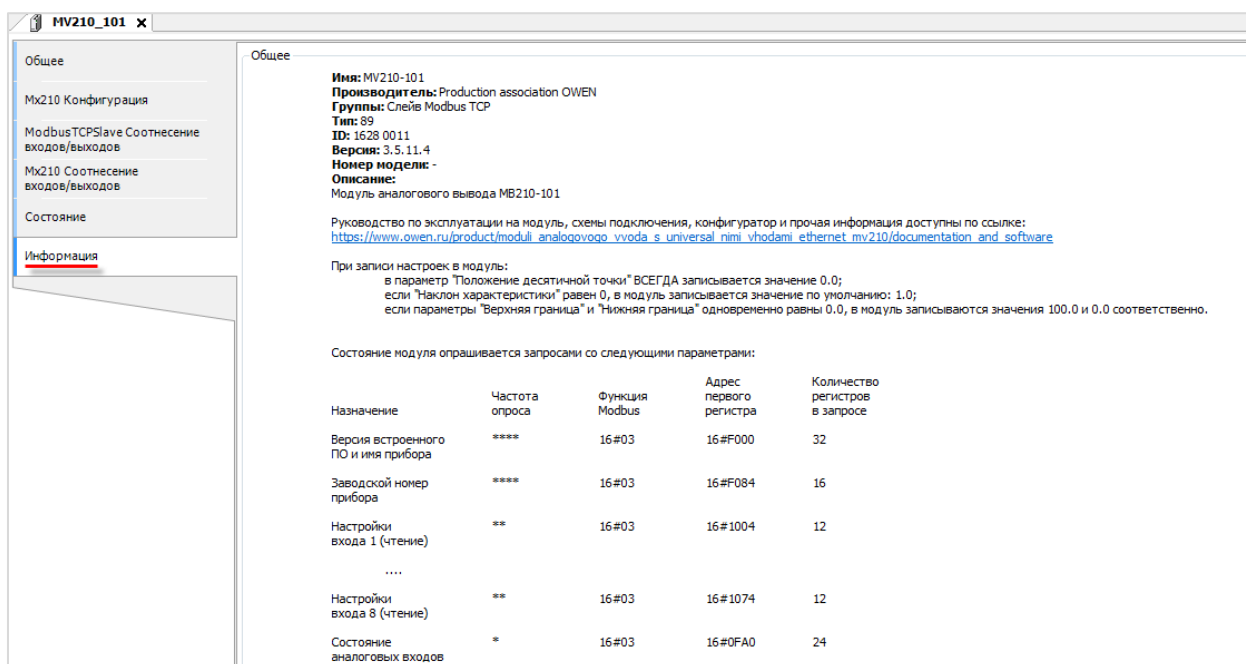 MV210_101 x
Общее
Mx210 Конфигурация
ModbusTCPSlave Соотнесение
входов/выходов
Mx210 Соотнесение
входов/выходов
Состояние
Информация
Общее
Имя: MV210-101
Производитель: Production association OWEN
Группы: Слейв Modbus TCP
Тип: 89
ID: 1628 0011
Версия: 3.5.11.4
Номер модели: -
Описание:
Модуль аналогового вывода МВ210-101
Руководство по эксплуатации на модуль, схемы подключения, конфигуратор и прочая информация доступны по ссылке:
https://www.owen.ru/product/moduli_analogovogo_vvoda_s_universal_nimi_vhodami_ethernet_mv210/documentation_and_software
При записи настроек в модуль:
в параметр "Положение десятичной точки" ВСЕГДА записывается значение 0.0;
если "Наклон характеристики" равен 0, в модуль записывается значение по умолчанию: 1.0;
если параметры "Верхняя граница" и "Нижняя граница" одновременно равны 0.0, в модуль записываются значения 100.0 и 0.0 соответственно.
Состояние модуля опрашивается запросами со следующими параметрами:
Адрес Количество
Частота Функция первого регистров
Назначение опроса Modbus регистра в запросе
Версия встроенного **** 16#03 16#F000 32
ПО и имя прибора
Заводской номер **** 16#03 16#F084 16
прибора
Настройки ** 16#03 16#1004 12
входа 1 (чтение)
....
Настройки ** 16#03 16#1074 12
входа 8 (чтение)
Состояние * 16#03 16#0FA0 24
аналоговых входов